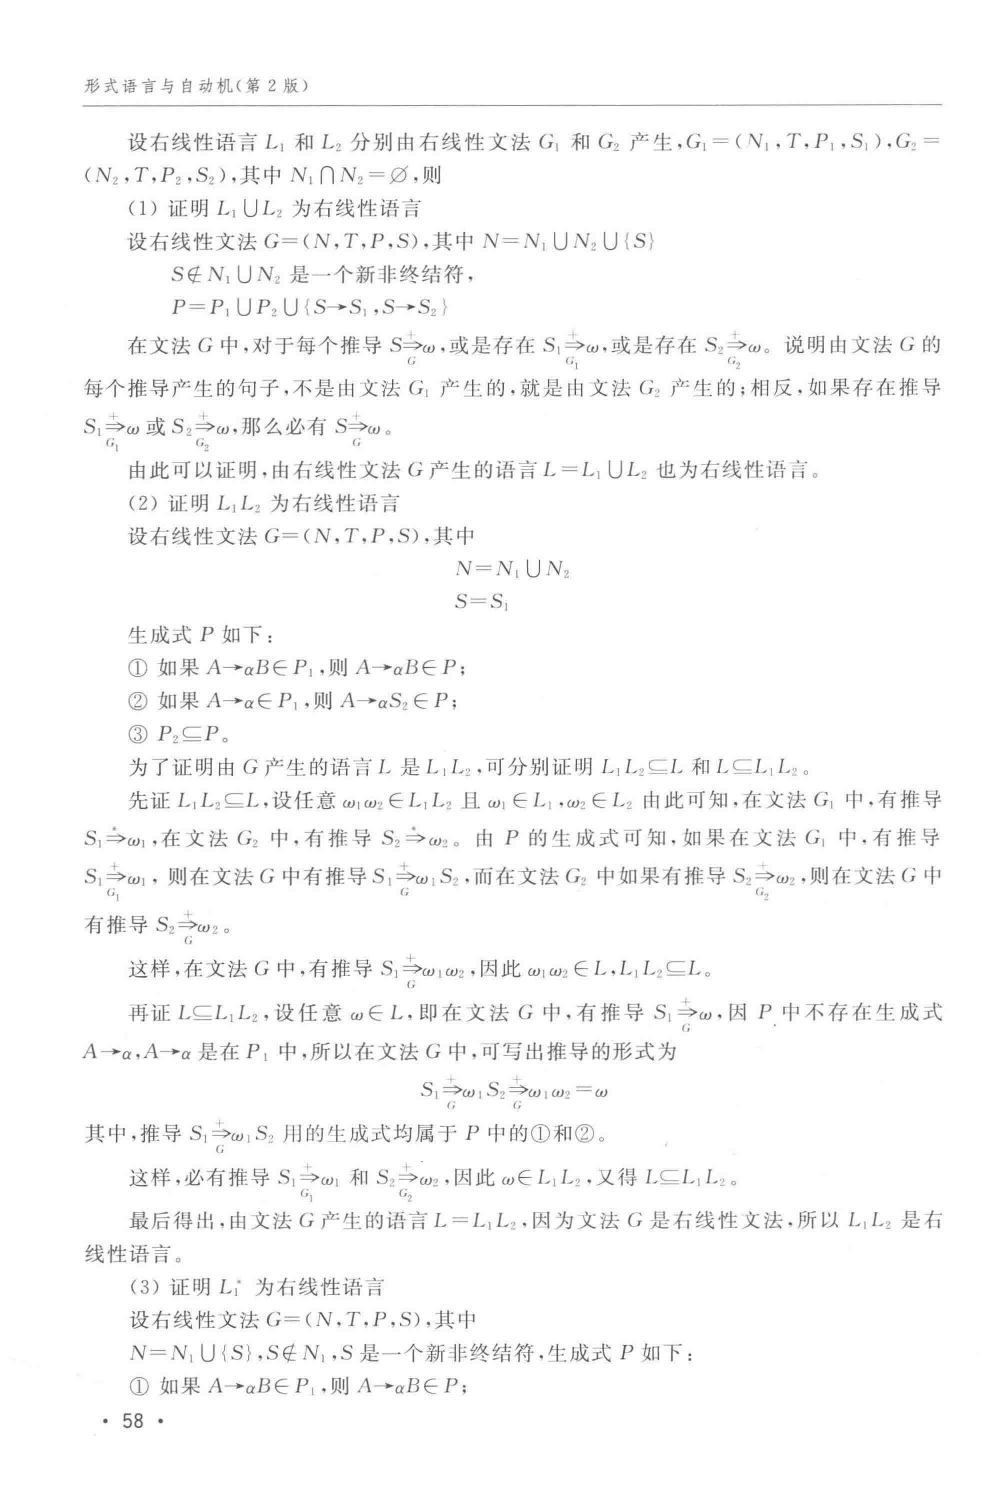 形式语言与自动机(第2版)
设右线性语言 L₁ 和 L₂ 分别由右线性文法 G₁ 和 G₂ 产生,G₁=(N₁,T,P₁,S₁),G₂=
(N₂,T,P₂,S₂),其中 N₁∩N₂=∅,则
(1) 证明 L₁∪L₂ 为右线性语言
设右线性文法 G=(N,T,P,S),其中 N=N₁∪N₂∪{S}
S∉N₁∪N₂ 是一个新非终结符,
P=P₁∪P₂∪{S→S₁,S→S₂}
在文法 G 中,对于每个推导 S⇒⁺_G ω,或是存在 S₁⇒⁺_G₁ ω,或是存在 S₂⇒⁺_G₂ ω。说明由文法 G 的
每个推导产生的句子,不是由文法 G₁ 产生的,就是由文法 G₂ 产生的;相反,如果存在推导
S₁⇒⁺_G₁ ω 或 S₂⇒⁺_G₂ ω,那么必有 S⇒⁺_G ω。
由此可以证明,由右线性文法 G 产生的语言 L=L₁∪L₂ 也为右线性语言。
(2) 证明 L₁L₂ 为右线性语言
设右线性文法 G=(N,T,P,S),其中
N=N₁∪N₂
S=S₁
生成式 P 如下:
① 如果 A→αB∈P₁,则 A→αB∈P;
② 如果 A→α∈P₁,则 A→αS₂∈P;
③ P₂⊆P。
为了证明由 G 产生的语言 L 是 L₁L₂,可分别证明 L₁L₂⊆L 和 L⊆L₁L₂。
先证 L₁L₂⊆L,设任意 ω₁ω₂∈L₁L₂ 且 ω₁∈L₁,ω₂∈L₂ 由此可知,在文法 G₁ 中,有推导
S₁⇒*ω₁,在文法 G₂ 中,有推导 S₂⇒*ω₂。由 P 的生成式可知,如果在文法 G₁ 中,有推导
S₁⇒⁺_G₁ ω₁,则在文法 G 中有推导 S₁⇒⁺_G ω₁S₂,而在文法 G₂ 中如果有推导 S₂⇒⁺_G₂ ω₂,则在文法 G 中
有推导 S₂⇒⁺_G ω₂。
这样,在文法 G 中,有推导 S₁⇒⁺_G ω₁ω₂,因此 ω₁ω₂∈L,L₁L₂⊆L。
再证 L⊆L₁L₂,设任意 ω∈L,即在文法 G 中,有推导 S₁⇒⁺_G ω,因 P 中不存在生成式
A→α,A→α 是在 P₁ 中,所以在文法 G 中,可写出推导的形式为
S₁⇒⁺_G ω₁S₂⇒⁺_G ω₁ω₂=ω
其中,推导 S₁⇒⁺_G ω₁S₂ 用的生成式均属于 P 中的①和②。
这样,必有推导 S₁⇒⁺_G₁ ω₁ 和 S₂⇒⁺_G₂ ω₂,因此 ω∈L₁L₂,又得 L⊆L₁L₂。
最后得出,由文法 G 产生的语言 L=L₁L₂,因为文法 G 是右线性文法,所以 L₁L₂ 是右
线性语言。
(3) 证明 L₁* 为右线性语言
设右线性文法 G=(N,T,P,S),其中
N=N₁∪{S},S∉N₁,S 是一个新非终结符,生成式 P 如下:
① 如果 A→αB∈P₁,则 A→αB∈P;
· 58 ·